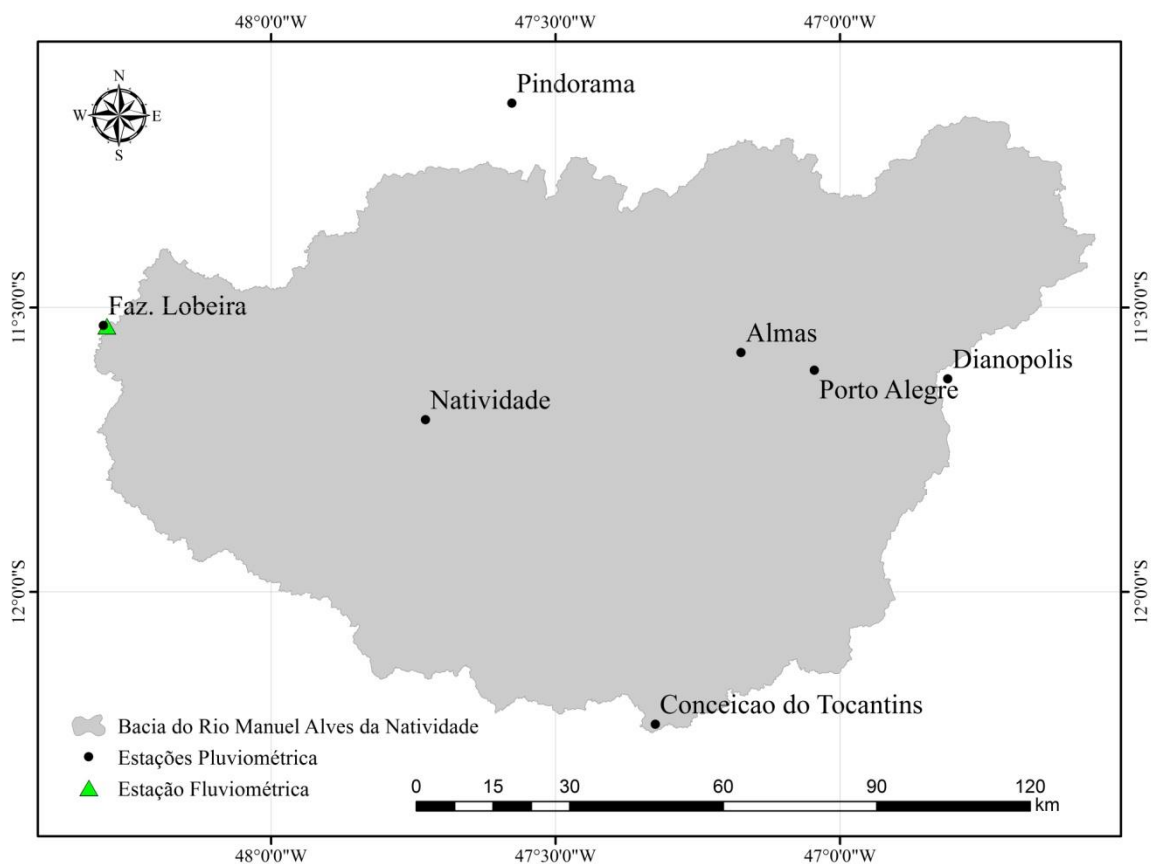 48°0'0"W 47°30'0"W 47°0'0"W
N
W E
S
Pindorama
11°30'0"S 11°30'0"S
Faz. Lobeira
Almas
Dianopolis
Porto Alegre
Natividade
12°0'0"S 12°0'0"S
Conceicao do Tocantins
Bacia do Rio Manuel Alves da Natividade
Estações Pluviométrica
Estação Fluviométrica
0 15 30 60 90 120
km
48°0'0"W 47°30'0"W 47°0'0"W